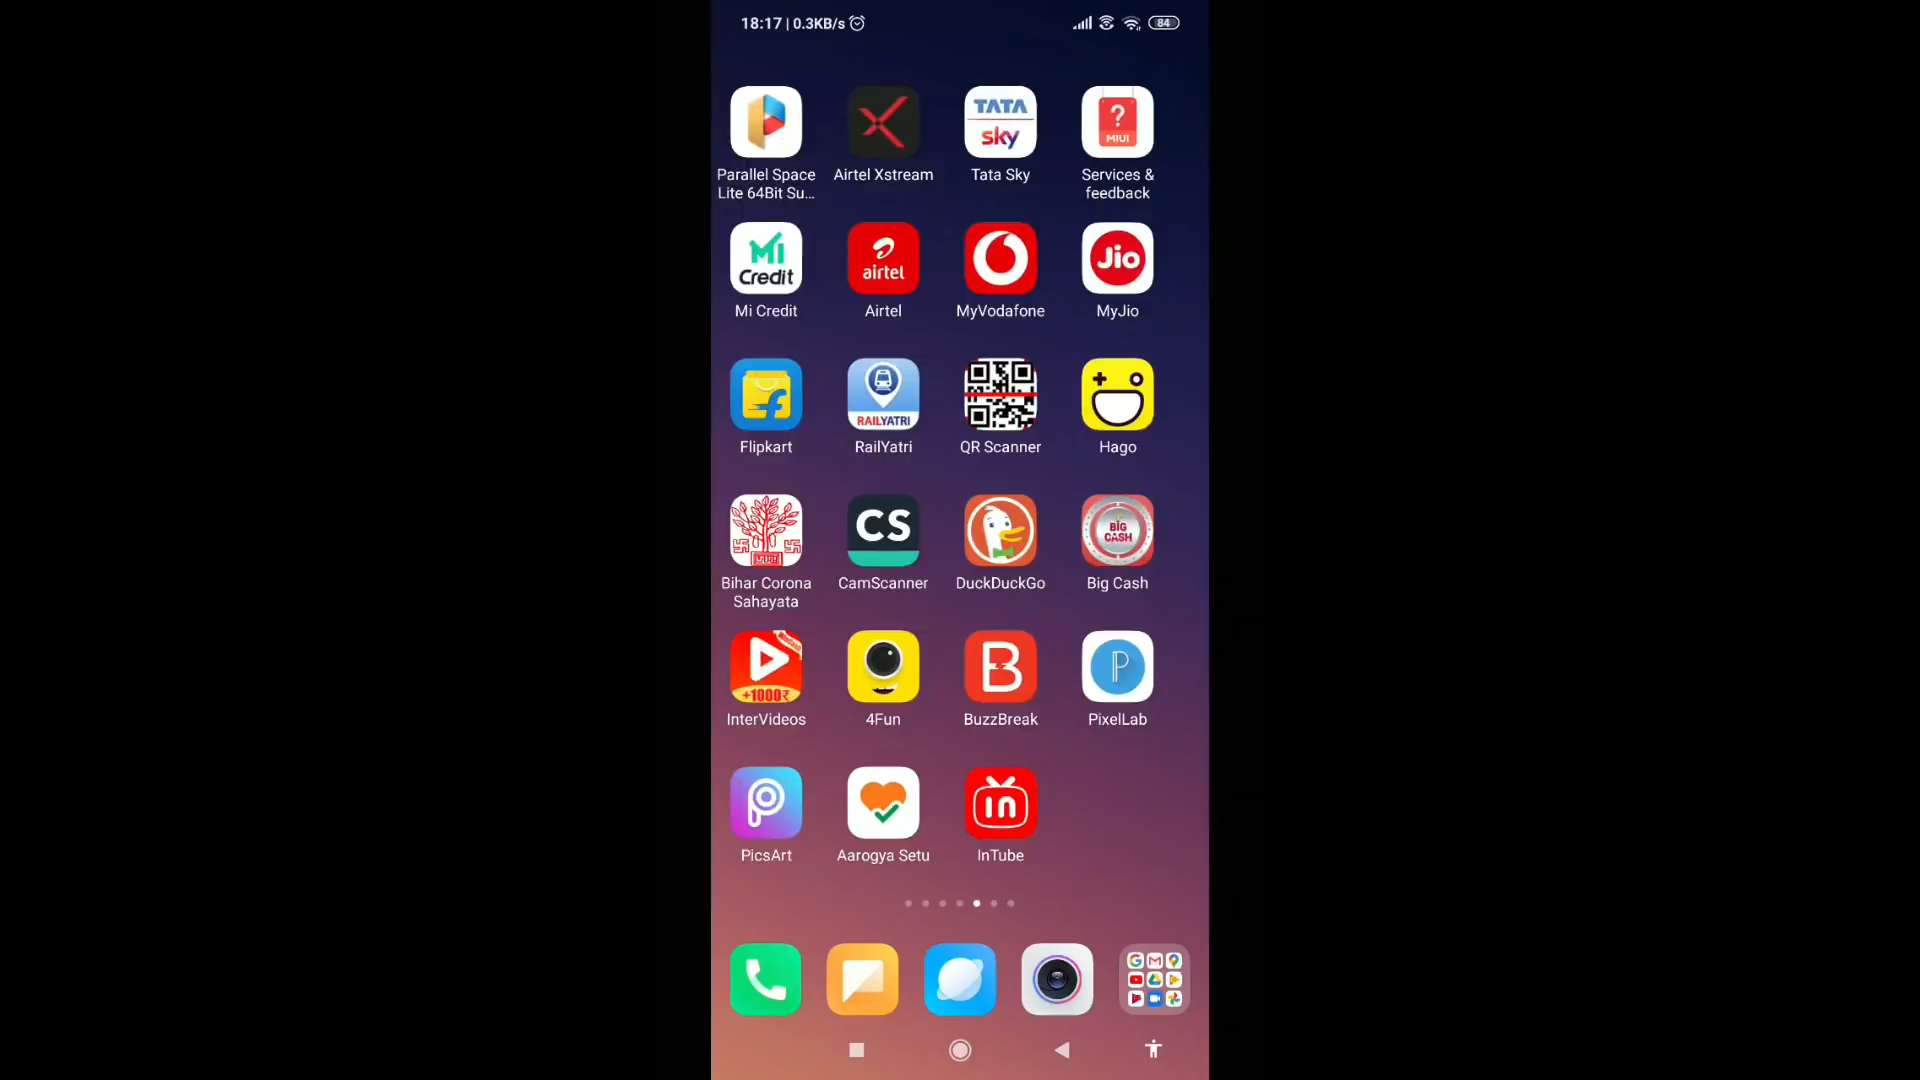 18:17 | 0.3KB/s
84
TATA
sky
?
MIUI
Parallel Space
Lite 64Bit Su...
Airtel Xstream
Tata Sky
Services &
feedback
Mi
Credit
airtel
Jio
Mi Credit
Airtel
MyVodafone
MyJio
RAILYATRI
Flipkart
RailYatri
QR Scanner
Hago
CS
BIG
CASH
Bihar Corona
Sahayata
CamScanner
DuckDuckGo
Big Cash
+1000₹
B
P
InterVideos
4Fun
BuzzBreak
PixelLab
in
PicsArt
Aarogya Setu
InTube